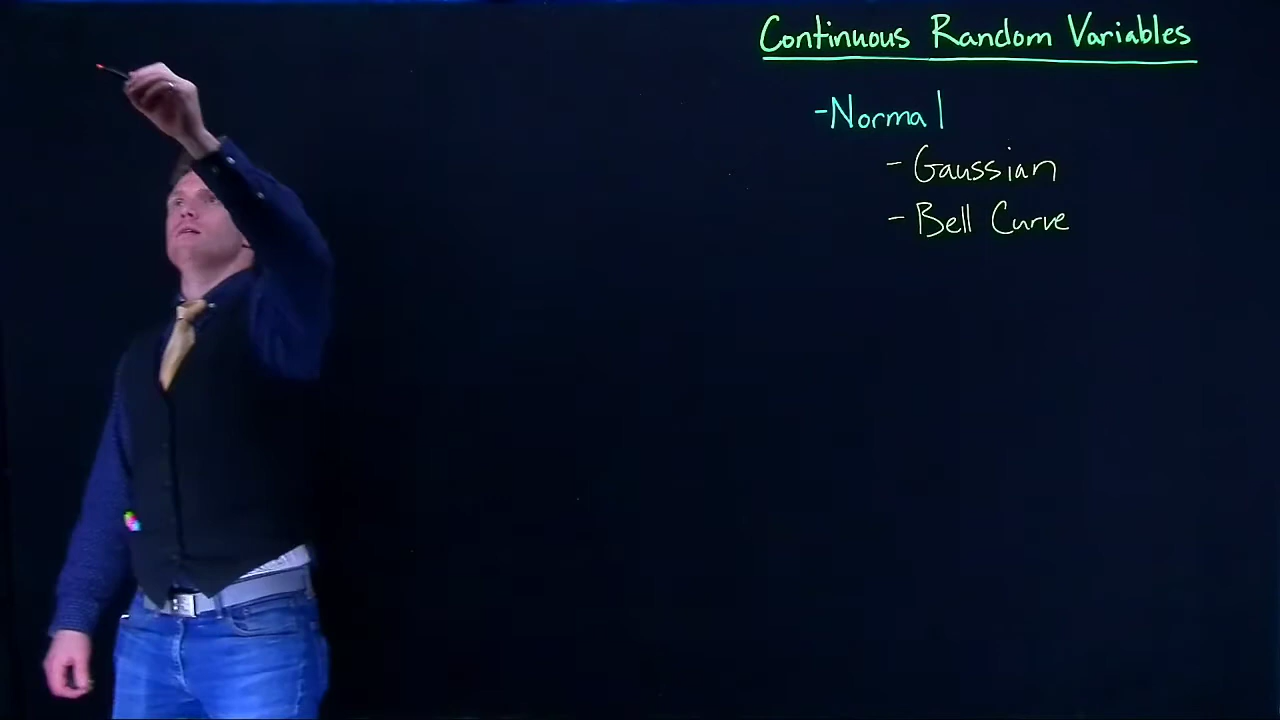 Continuous Random Variables
-Normal
- Gaussian
- Bell Curve